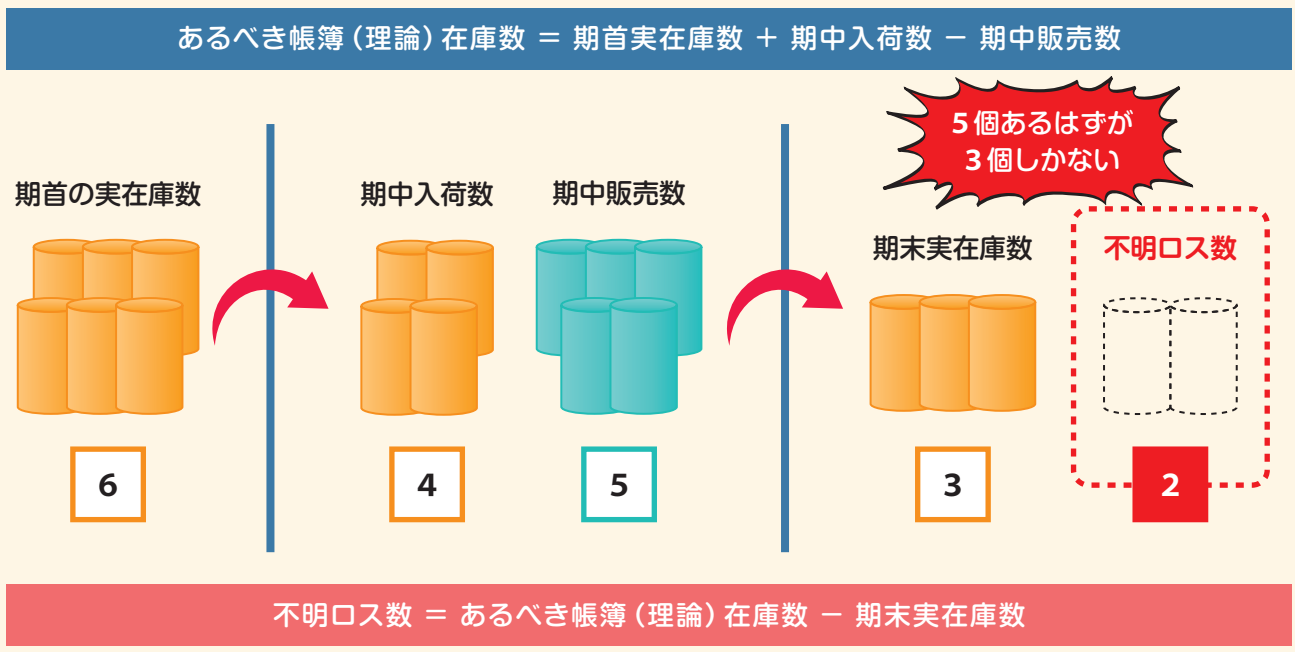 あるべき帳簿（理論）在庫数 ＝ 期首実在庫数 ＋ 期中入荷数 － 期中販売数
5個あるはずが
3個しかない
期首の実在庫数
期中入荷数
期中販売数
期末実在庫数
不明ロス数
6
4
5
3
2
不明ロス数 ＝ あるべき帳簿（理論）在庫数 － 期末実在庫数